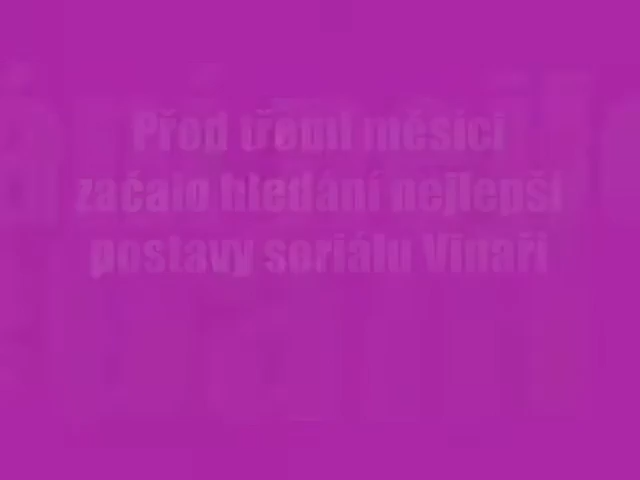 Před třemi měsíci
začalo hledání nejlepší
postavy seriálu Vinaři